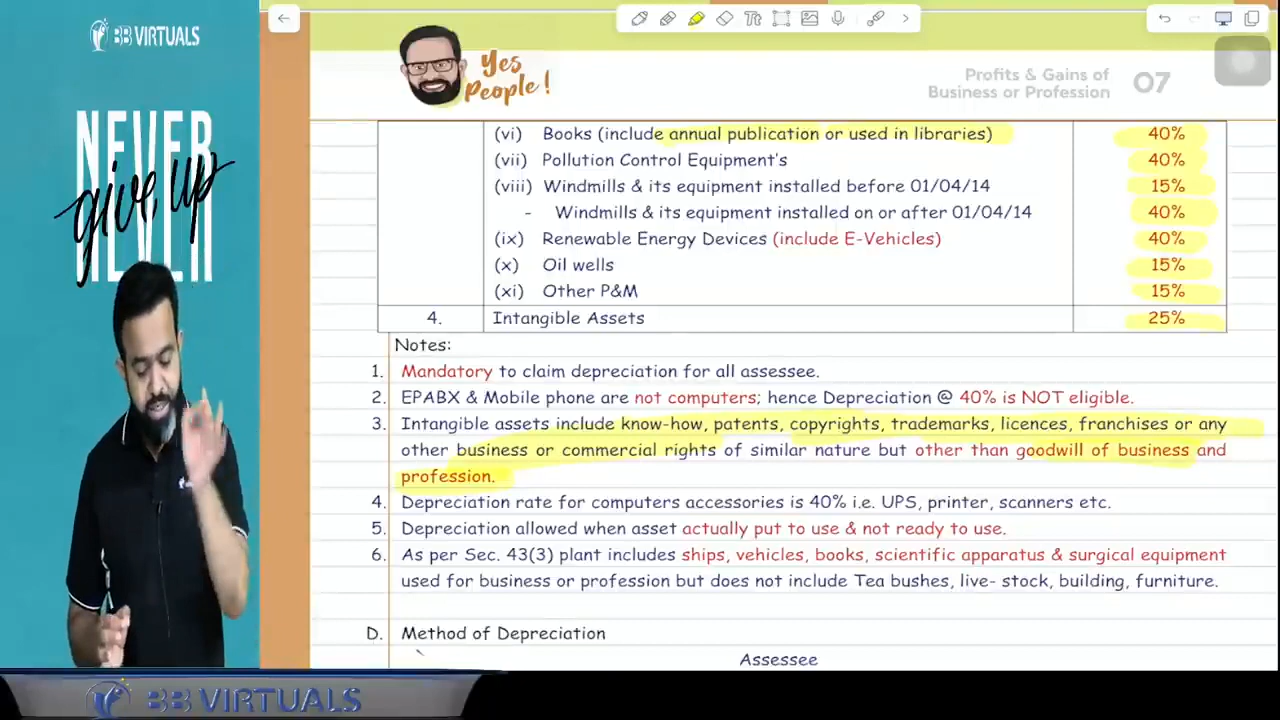 BB VIRTUALS
NEVER
give up
NEVER
Yes
People!
Profits & Gains of
Business or Profession 07
(vi) Books (include annual publication or used in libraries) 40%
(vii) Pollution Control Equipment's 40%
(viii) Windmills & its equipment installed before 01/04/14 15%
- Windmills & its equipment installed on or after 01/04/14 40%
(ix) Renewable Energy Devices (include E-Vehicles) 40%
(x) Oil wells 15%
(xi) Other P&M 15%
4. Intangible Assets 25%
Notes:
1. Mandatory to claim depreciation for all assessee.
2. EPABX & Mobile phone are not computers; hence Depreciation @ 40% is NOT eligible.
3. Intangible assets include know-how, patents, copyrights, trademarks, licences, franchises or any
other business or commercial rights of similar nature but other than goodwill of business and
profession.
4. Depreciation rate for computers accessories is 40% i.e. UPS, printer, scanners etc.
5. Depreciation allowed when asset actually put to use & not ready to use.
6. As per Sec. 43(3) plant includes ships, vehicles, books, scientific apparatus & surgical equipment
used for business or profession but does not include Tea bushes, live- stock, building, furniture.
D. Method of Depreciation
Assessee
BB VIRTUALS